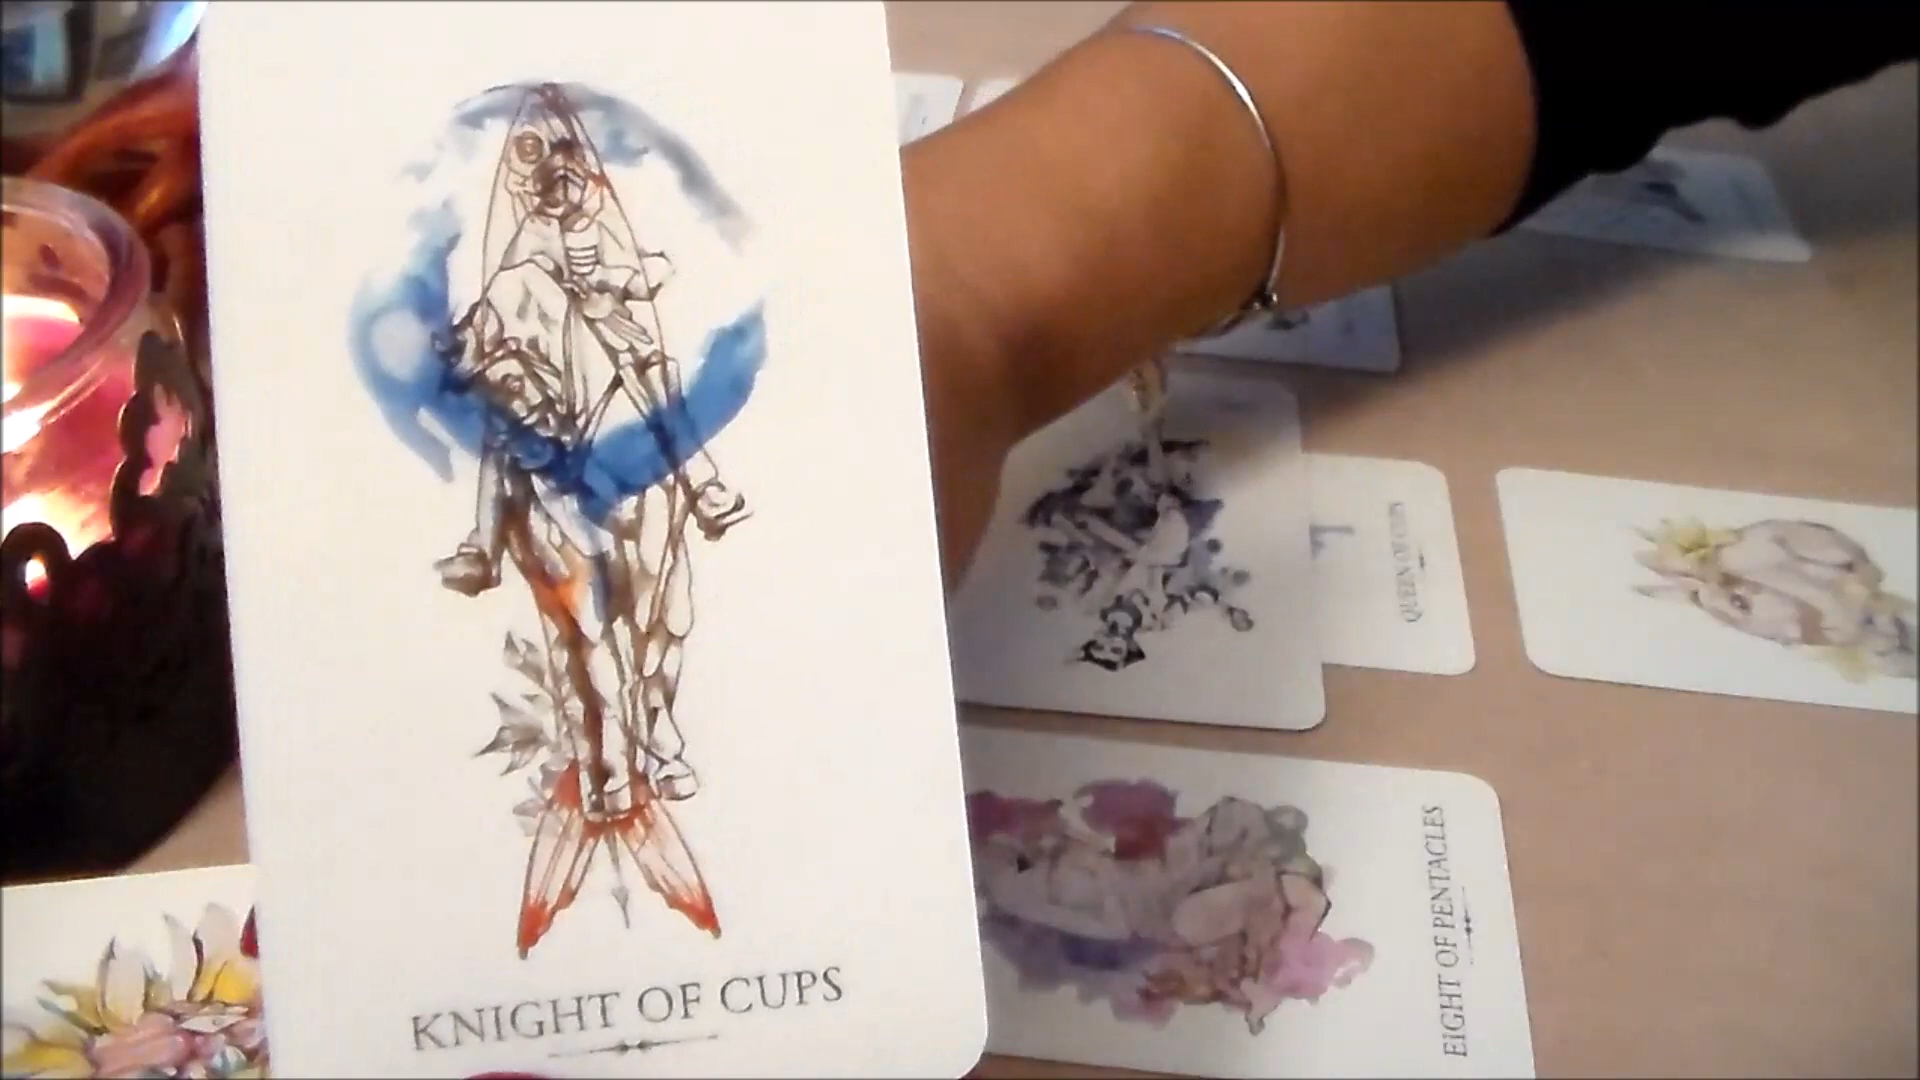 KNIGHT OF CUPS
QUEEN OF CUPS
EIGHT OF PENTACLES